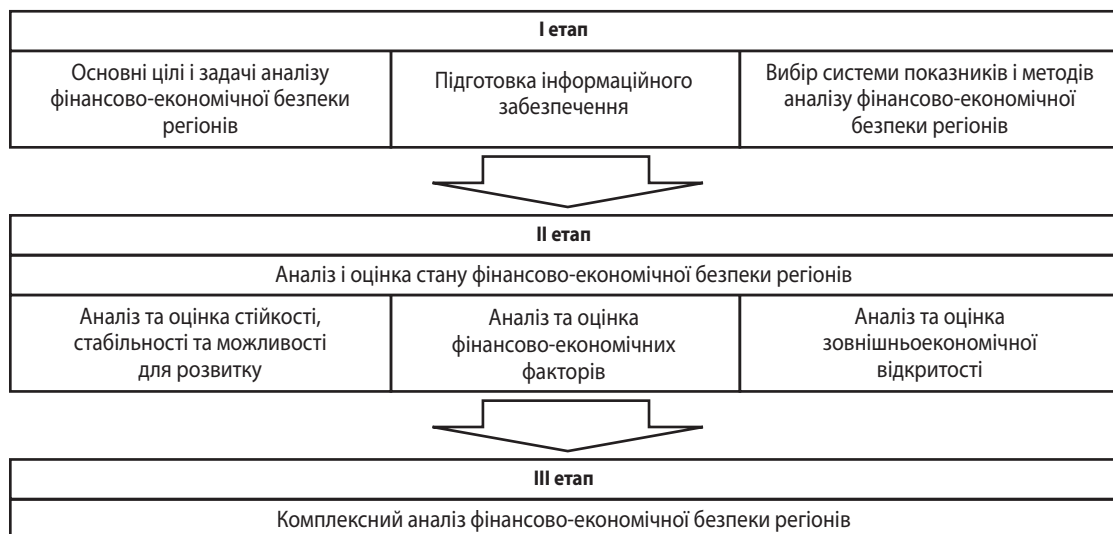 I етап
Основні цілі і задачі аналізу
фінансово-економічної безпеки
регіонів
Підготовка інформаційного
забезпечення
Вибір системи показників і методів
аналізу фінансово-економічної
безпеки регіонів
II етап
Аналіз і оцінка стану фінансово-економічної безпеки регіонів
Аналіз та оцінка стійкості,
стабільності та можливості
для розвитку
Аналіз та оцінка
фінансово-економічних
факторів
Аналіз та оцінка
зовнішньоекономічної
відкритості
III етап
Комплексний аналіз фінансово-економічної безпеки регіонів